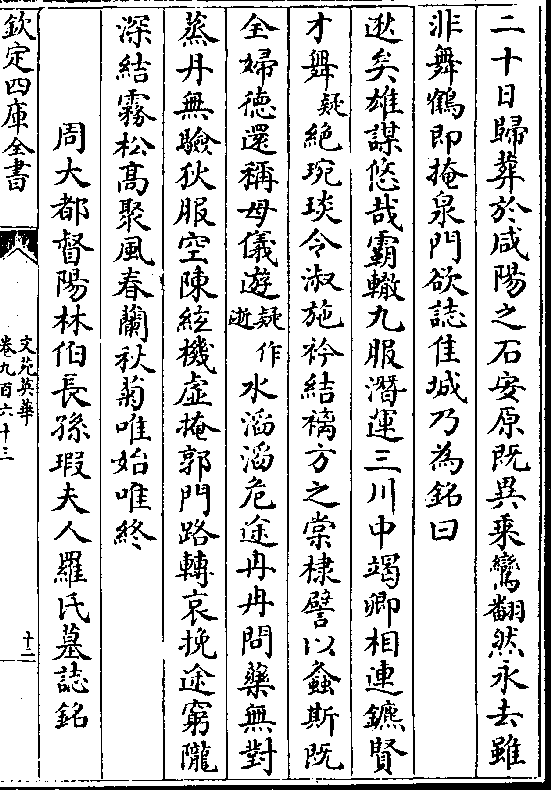 二十日歸葬於咸陽之石安原既異乘鸞翻然永去雖
非舞鶴即掩泉門欲誌佳城乃為銘曰
逖矣雄謀悠哉霸轍九服潛運三川中竭卿相連鑣賢
才舞疑絶琬琰令淑施衿結褵方之棠棣譬以螽斯既
全婦德還稱母儀遊疑作逝水滔滔危途冉冉問藥無對
蒸丹無驗狄服空陳絃機虛掩郭門路轉哀挽途窮隴
深結霧松髙聚風春蘭秋菊唯始唯終
周大都督陽林伯長孫瑕夫人羅氏墓誌銘
欽定四庫全書
文苑英華
卷九百六十三
十二